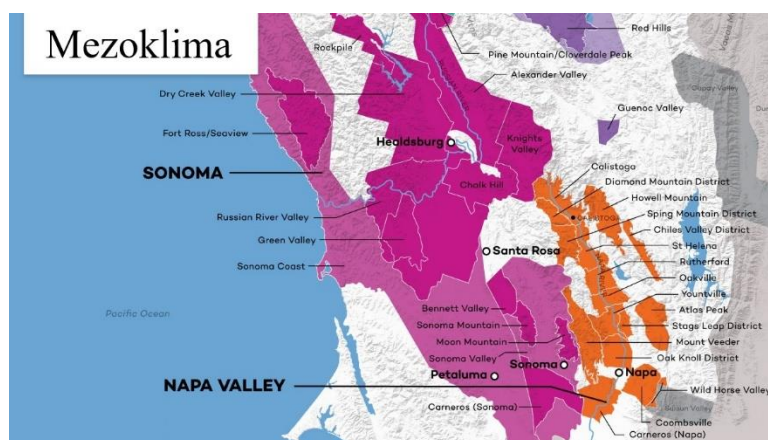 Mezoklima
Rockpile
Red Hills
Pine Mountain/Cloverdale Peak
Alexander Valley
Dry Creek Valley
Guenoc Valley
Fort Ross/Seaview
Healdsburg
Knights
Valley
SONOMA
Calistoga
Diamond Mountain District
Chalk Hill
Howell Mountain
Russian River Valley
Sping Mountain District
Chiles Valley District
Green Valley
Santa Rosa
St Helena
Rutherford
Sonoma Coast
Oakville
Yountville
Bennett Valley
Atlas Peak
Pacific Ocean
Sonoma Mountain
Stags Leap District
Moon Mountain
Mount Veeder
Sonoma Valley
Oak Knoll District
Petaluma
Sonoma
Napa
NAPA VALLEY
Wild Horse Valley
Carneros (Sonoma)
Coombsville
Carneros (Napa)